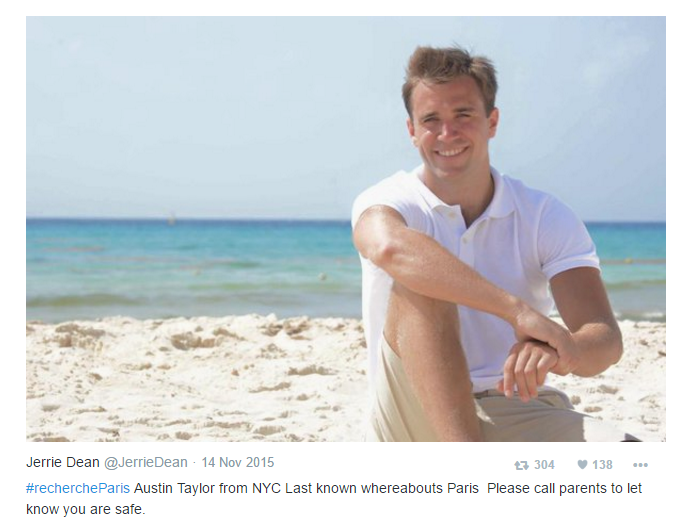 Jerrie Dean @JerrieDean · 14 Nov 2015 304 138
#rechercheParis Austin Taylor from NYC Last known whereabouts Paris  Please call parents to let
know you are safe.